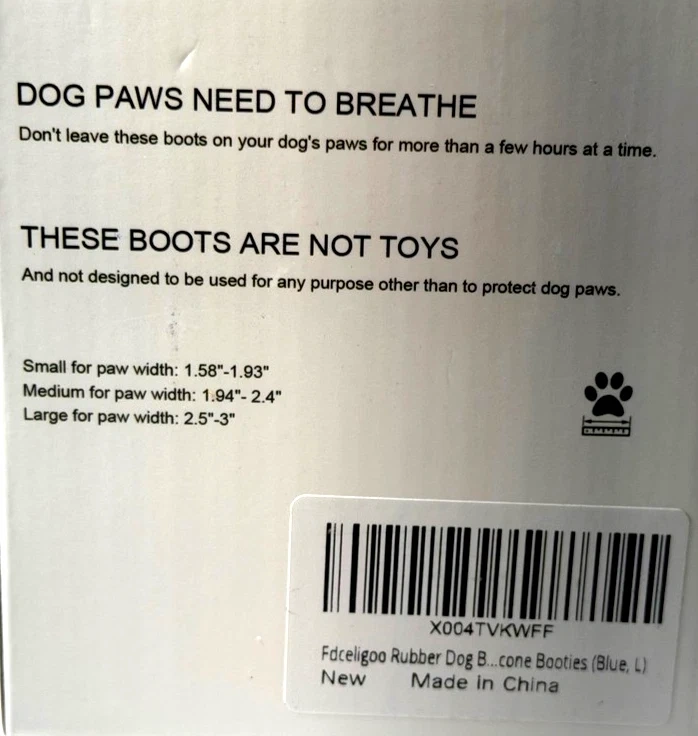 DOG PAWS NEED TO BREATHE
Don't leave these boots on your dog's paws for more than a few hours at a time.
THESE BOOTS ARE NOT TOYS
And not designed to be used for any purpose other than to protect dog paws.
Small for paw width: 1.58"-1.93"
Medium for paw width: 1.94"- 2.4"
Large for paw width: 2.5"-3"
X004TVKWFF
Fdceligoo Rubber Dog B...cone Booties (Blue, L)
New Made in China